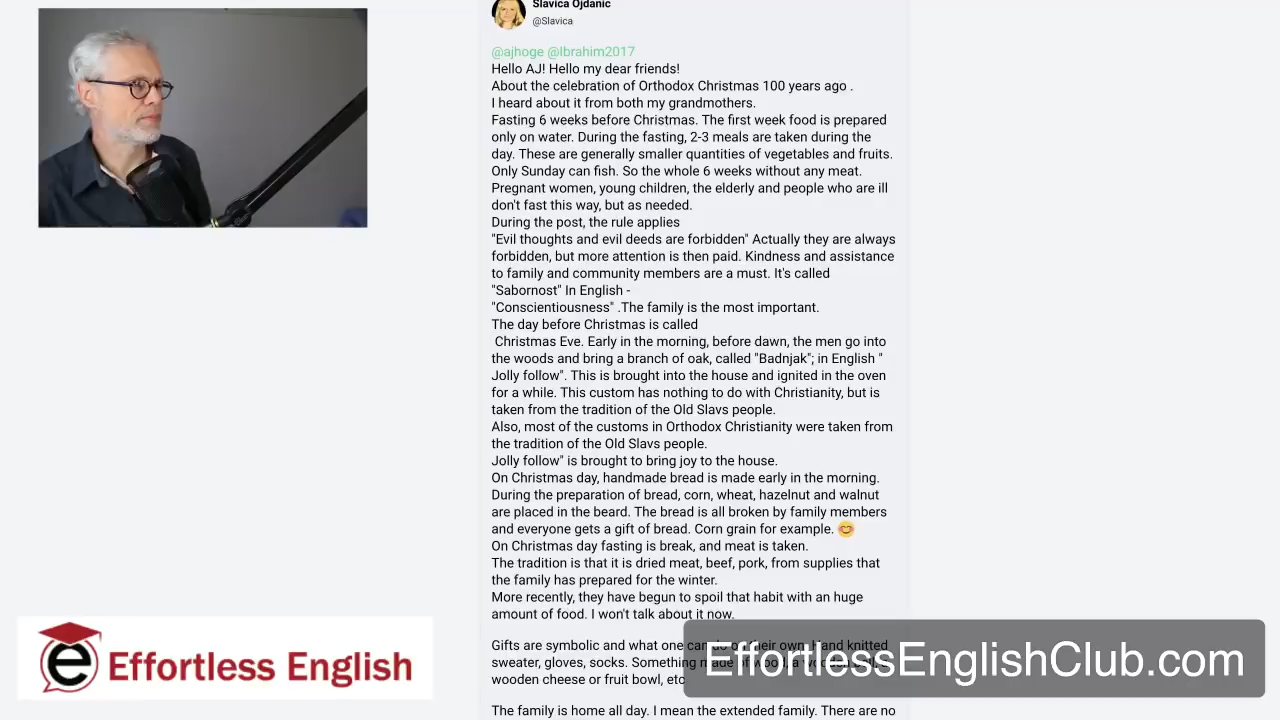 Slavica Ojdanic
@Slavica
@ajhoge @Ibrahim2017
Hello AJ! Hello my dear friends!
About the celebration of Orthodox Christmas 100 years ago .
I heard about it from both my grandmothers.
Fasting 6 weeks before Christmas. The first week food is prepared
only on water. During the fasting, 2-3 meals are taken during the
day. These are generally smaller quantities of vegetables and fruits.
Only Sunday can fish. So the whole 6 weeks without any meat.
Pregnant women, young children, the elderly and people who are ill
don't fast this way, but as needed.
During the post, the rule applies
"Evil thoughts and evil deeds are forbidden" Actually they are always
forbidden, but more attention is then paid. Kindness and assistance
to family and community members are a must. It's called
"Sabornost" In English -
"Conscientiousness" .The family is the most important.
The day before Christmas is called
Christmas Eve. Early in the morning, before dawn, the men go into
the woods and bring a branch of oak, called "Badnjak"; in English "
Jolly follow". This is brought into the house and ignited in the oven
for a while. This custom has nothing to do with Christianity, but is
taken from the tradition of the Old Slavs people.
Also, most of the customs in Orthodox Christianity were taken from
the tradition of the Old Slavs people.
Jolly follow" is brought to bring joy to the house.
On Christmas day, handmade bread is made early in the morning.
During the preparation of bread, corn, wheat, hazelnut and walnut
are placed in the beard. The bread is all broken by family members
and everyone gets a gift of bread. Corn grain for example. 😊
On Christmas day fasting is break, and meat is taken.
The tradition is that it is dried meat, beef, pork, from supplies that
the family has prepared for the winter.
More recently, they have begun to spoil that habit with an huge
amount of food. I won't talk about it now.
Gifts are symbolic and what one can do on their own. Hand knitted
sweater, gloves, socks. Something made of wood, a wooden
wooden cheese or fruit bowl, etc
The family is home all day. I mean the extended family. There are no
Effortless English
EffortlessEnglishClub.com